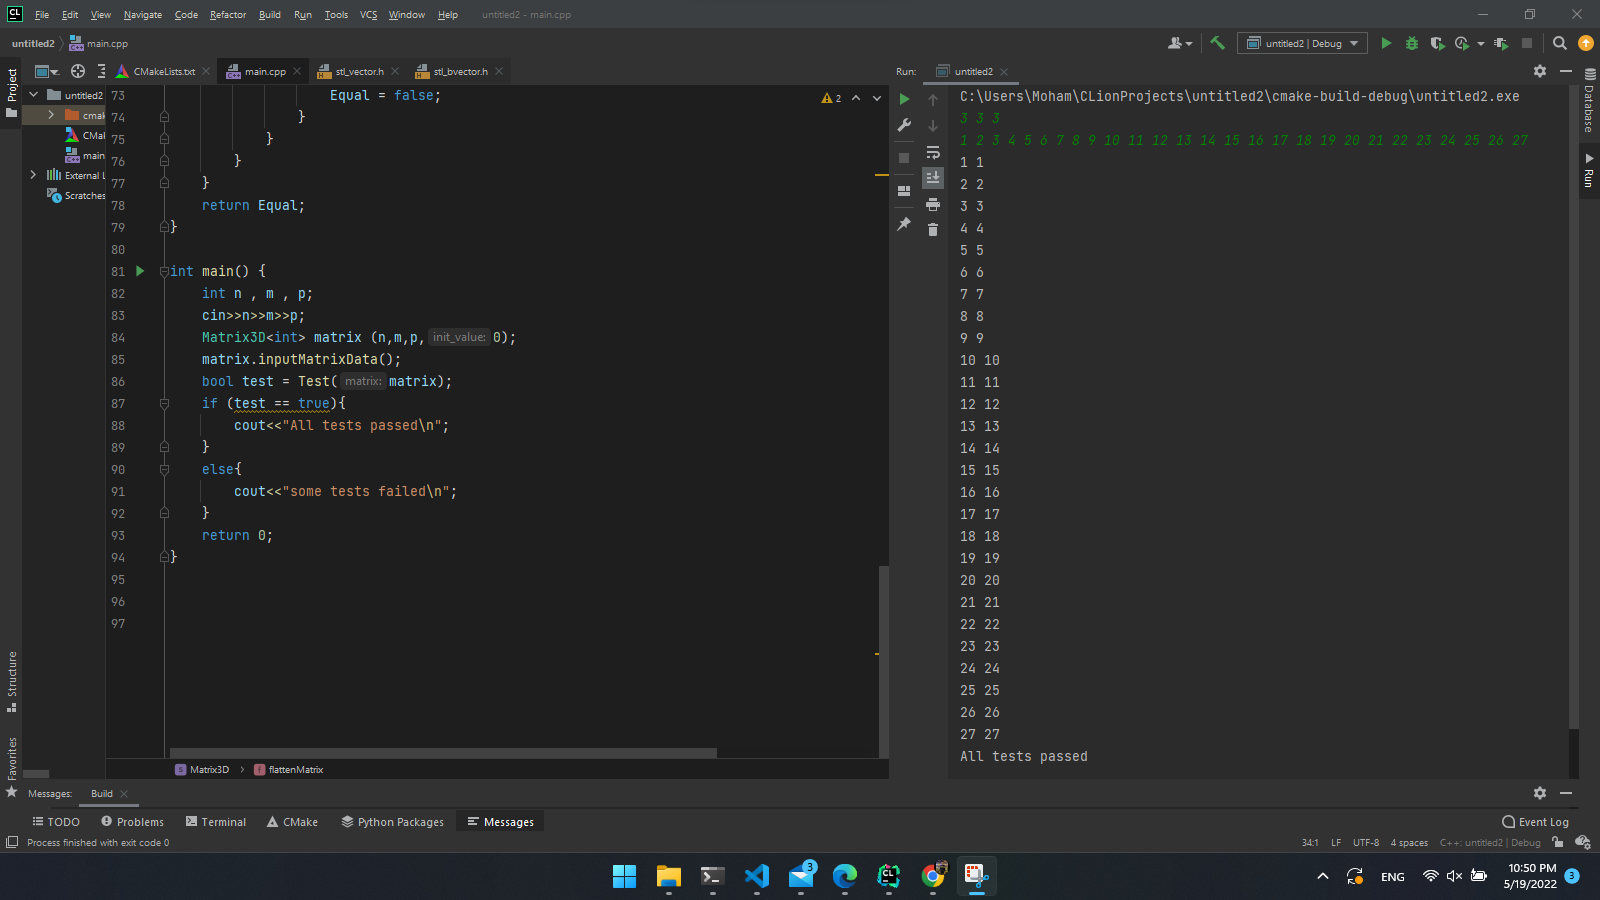 CL File Edit View Navigate Code Refactor Build Run Tools VCS Window Help untitled2 - main.cpp
untitled2 main.cpp untitled2 | Debug
Project CMakeLists.txt main.cpp stl_vector.h stl_bvector.h Run: untitled2
untitled2
cmak
CMak
main
External L
Scratches
2
73 Equal = false;
74 }
75 }
76 }
77 }
78 return Equal;
79 }
80
81 int main() {
82 int n , m , p;
83 cin>>n>>m>>p;
84 Matrix3D<int> matrix (n,m,p, init_value: 0);
85 matrix.inputMatrixData();
86 bool test = Test( matrix: matrix);
87 if (test == true){
88 cout<<"All tests passed\n";
89 }
90 else{
91 cout<<"some tests failed\n";
92 }
93 return 0;
94 }
95
96
97
Matrix3D flattenMatrix
C:\Users\Moham\CLionProjects\untitled2\cmake-build-debug\untitled2.exe
3 3 3
1 2 3 4 5 6 7 8 9 10 11 12 13 14 15 16 17 18 19 20 21 22 23 24 25 26 27
1 1
2 2
3 3
4 4
5 5
6 6
7 7
8 8
9 9
10 10
11 11
12 12
13 13
14 14
15 15
16 16
17 17
18 18
19 19
20 20
21 21
22 22
23 23
24 24
25 25
26 26
27 27
All tests passed
Database
Run
Structure
Favorites
Messages: Build
TODO Problems Terminal CMake Python Packages Messages Event Log
Process finished with exit code 0 34:1 LF UTF-8 4 spaces C++: untitled2 | Debug
3 CL ENG 10:50 PM
5/19/2022 3